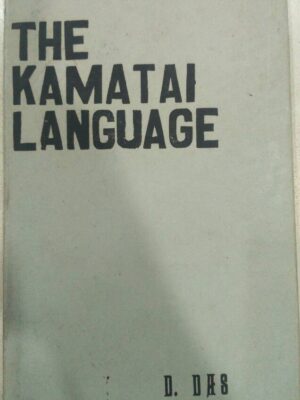 THE
KAMATAI
LANGUAGE
D. DAS